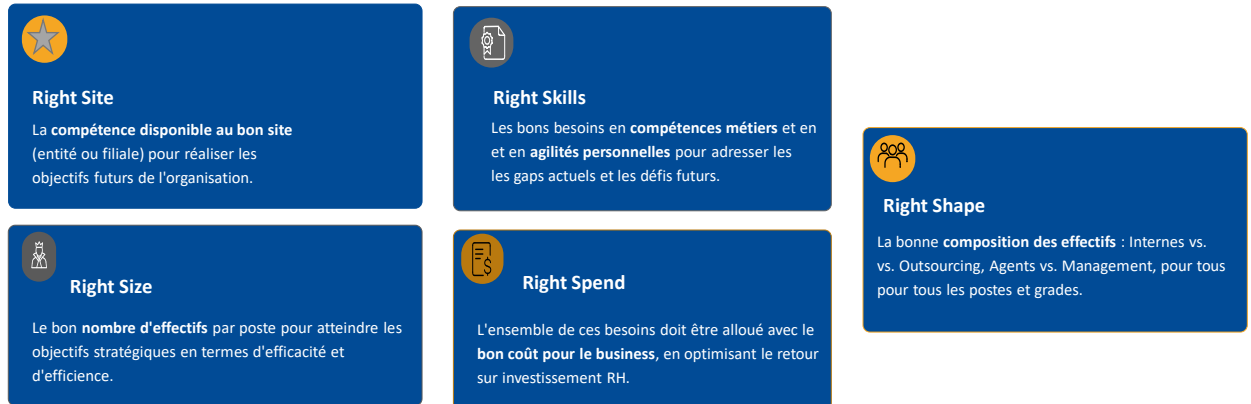 Right Site
La compétence disponible au bon site
(entité ou filiale) pour réaliser les
objectifs futurs de l'organisation.
Right Skills
Les bons besoins en compétences métiers et en
et en agilités personnelles pour adresser les
les gaps actuels et les défis futurs.
Right Shape
La bonne composition des effectifs : Internes vs.
vs. Outsourcing, Agents vs. Management, pour tous
pour tous les postes et grades.
Right Size
Le bon nombre d'effectifs par poste pour atteindre les
objectifs stratégiques en termes d'efficacité et
d'efficience.
Right Spend
L'ensemble de ces besoins doit être alloué avec le
bon coût pour le business, en optimisant le retour
sur investissement RH.